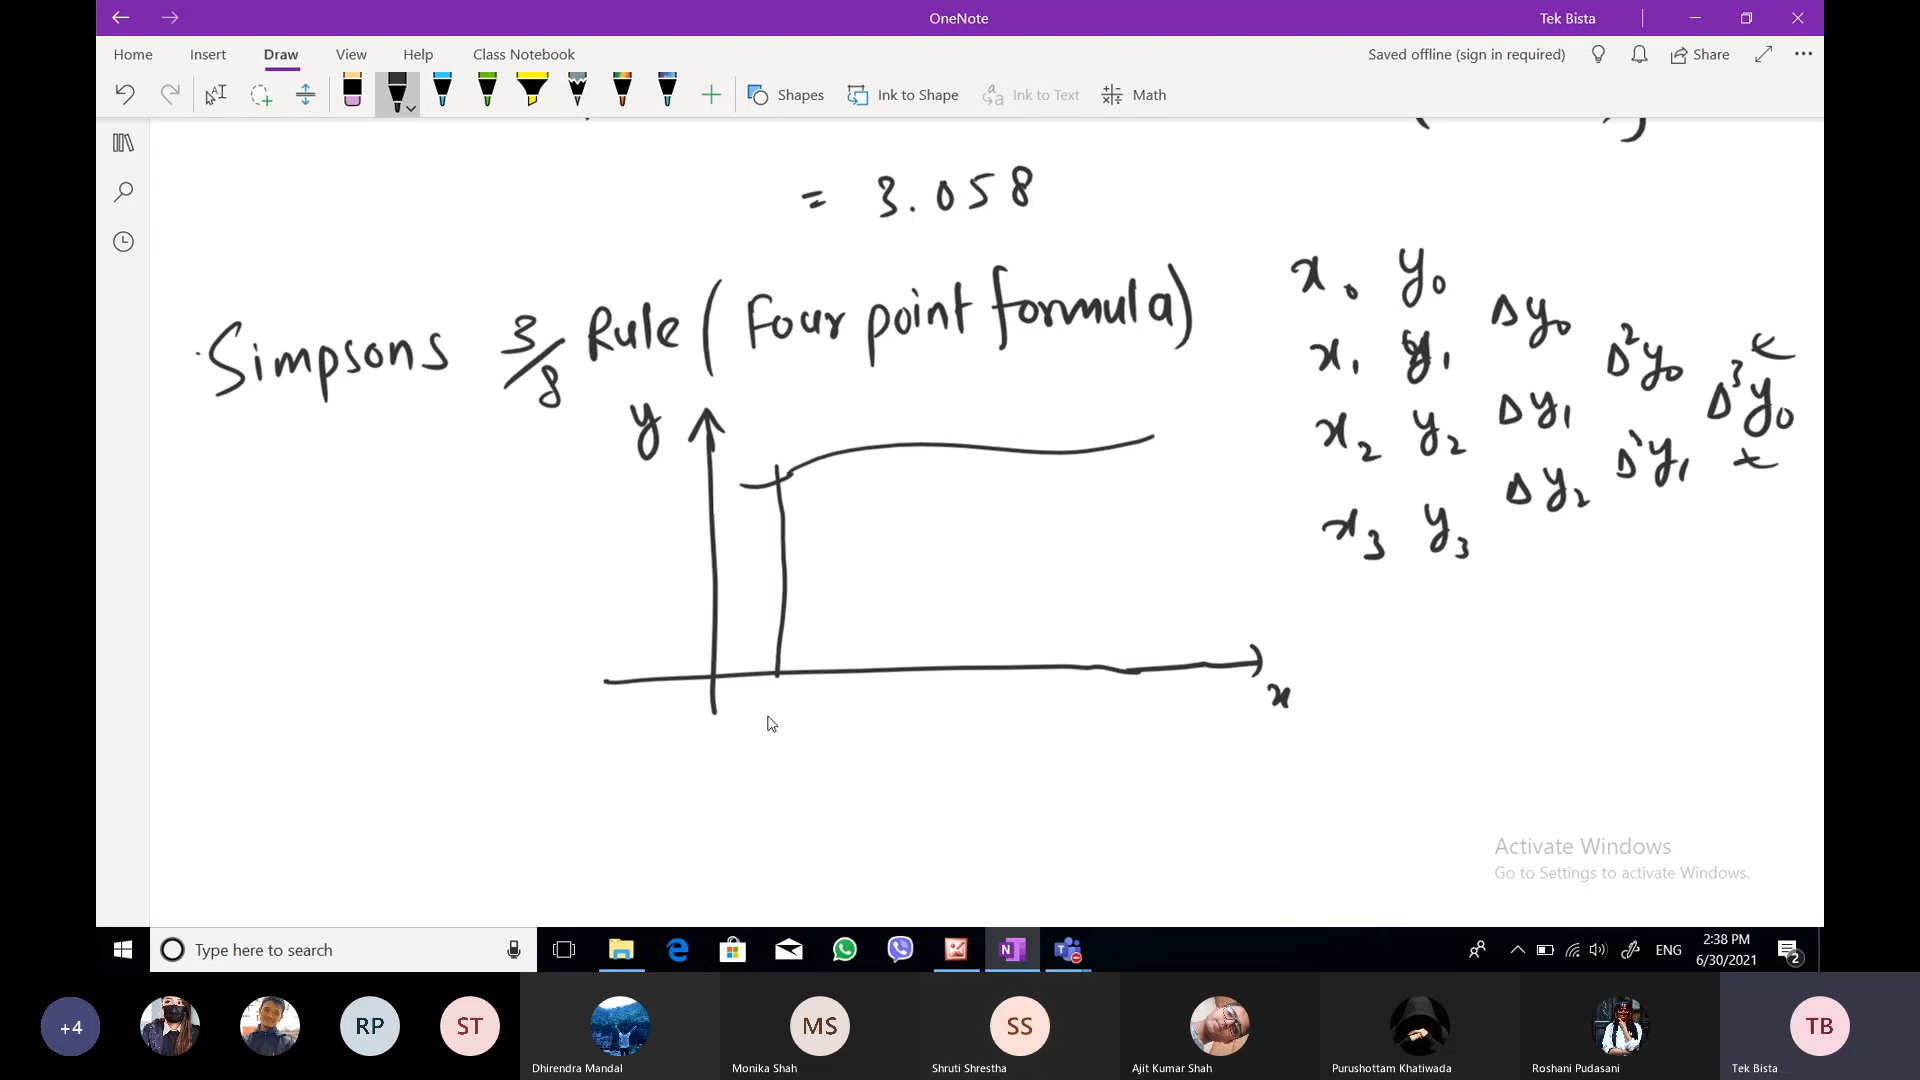 OneNote
Tek Bista
Home Insert Draw View Help Class Notebook
Saved offline (sign in required) Share
Shapes Ink to Shape Ink to Text Math
= 3.058
Simpsons 3/8 Rule ( Four point formula)
x₀ y₀
Δy₀
x₁ y₁ Δ²y₀
Δy₁ Δ³y₀
x₂ y₂ Δ²y₁
Δy₂
x₃ y₃
y
x
Activate Windows
Go to Settings to activate Windows.
Type here to search
ENG
2:38 PM
6/30/2021
2
+4
RP
ST
Dhirendra Mandal
MS
Monika Shah
SS
Shruti Shrestha
Ajit Kumar Shah
Purushottam Khatiwada
Roshani Pudasani
TB
Tek Bista